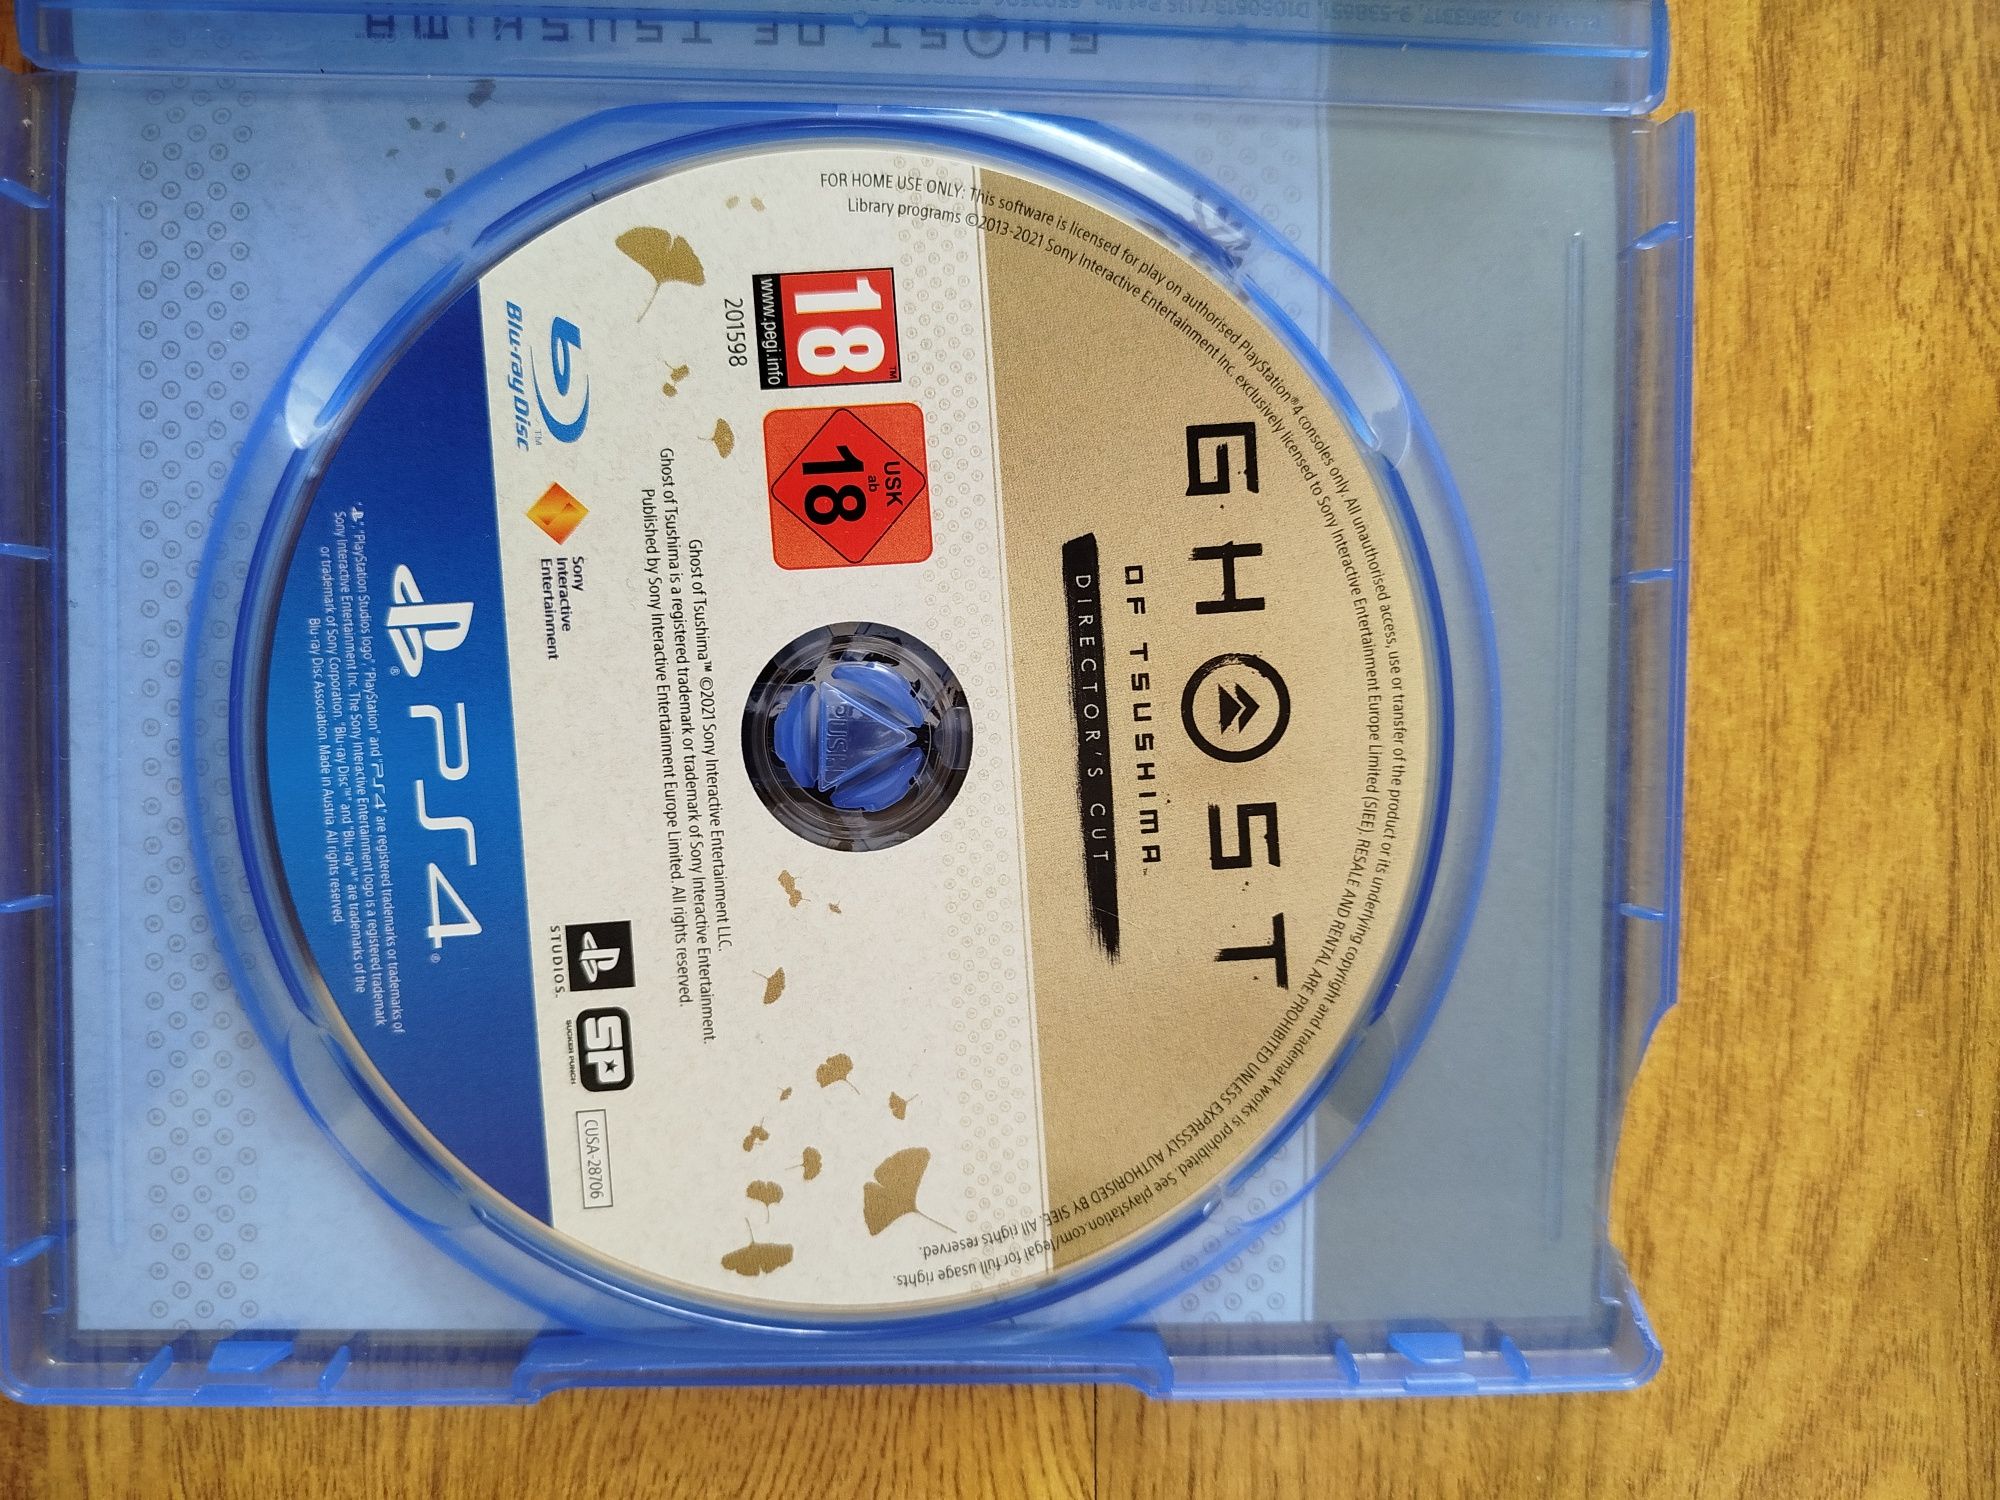 GHOST
OF TSUSHIMA™
DIRECTOR'S CUT
FOR HOME USE ONLY: This software is licensed for play on authorised PlayStation®4 consoles only. All unauthorised access, use or transfer of the product or its underlying copyright and trademark works is prohibited. See playstation.com/legal for full usage rights.
Library programs ©2013-2021 Sony Interactive Entertainment Inc. exclusively licensed to Sony Interactive Entertainment Europe Limited (SIEE). RESALE AND RENTAL ARE PROHIBITED UNLESS EXPRESSLY AUTHORISED BY SIEE. All rights reserved.
18™
www.pegi.info
201598
USK
ab
18
PUSH
Ghost of Tsushima™ ©2021 Sony Interactive Entertainment LLC.
Ghost of Tsushima is a registered trademark or trademark of Sony Interactive Entertainment.
Published by Sony Interactive Entertainment Europe Limited. All rights reserved.
Blu-ray Disc™
Sony
Interactive
Entertainment
STUDIOS.
SP
SUCKER PUNCH
CUSA-28706
PS4®
"PlayStation Studios logo", "PlayStation" and "PS4" are registered trademarks or trademarks of
Sony Interactive Entertainment Inc. The Sony Interactive Entertainment logo is a registered trademark
or trademark of Sony Corporation. "Blu-ray Disc™" and "Blu-ray™" are trademarks of the
Blu-ray Disc Association. Made in Austria. All rights reserved.
GHOST OF TSUSHIMA